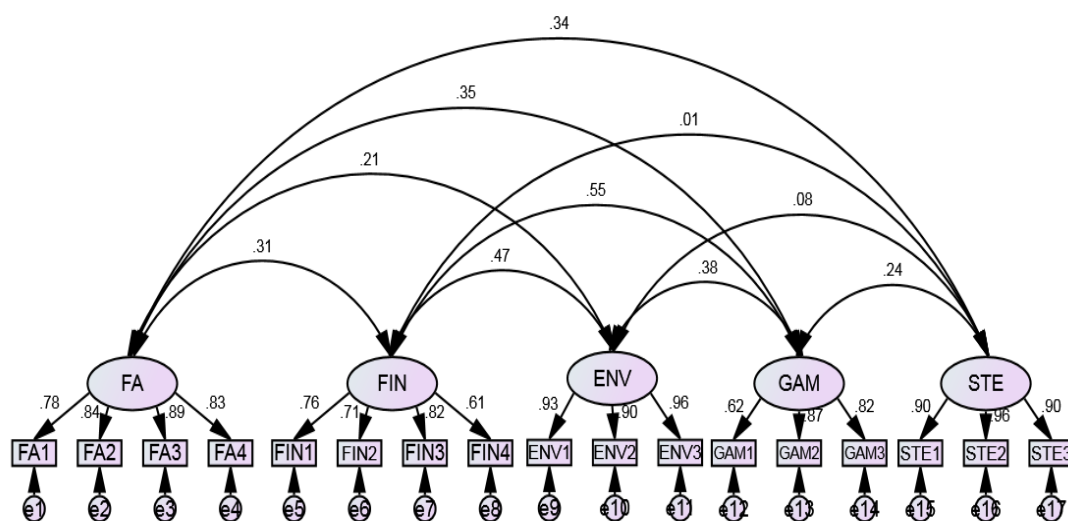 .34
.35
.01
.21
.55
.08
.31
.47
.38
.24
FA FIN ENV GAM STE
.78 .84 .89 .83 .76 .71 .82 .61 .93 .90 .96 .62 .87 .82 .90 .96 .90
FA1 FA2 FA3 FA4 FIN1 FIN2 FIN3 FIN4 ENV1 ENV2 ENV3 GAM1 GAM2 GAM3 STE1 STE2 STE3
e1 e2 e3 e4 e5 e6 e7 e8 e9 e10 e11 e12 e13 e14 e15 e16 e17